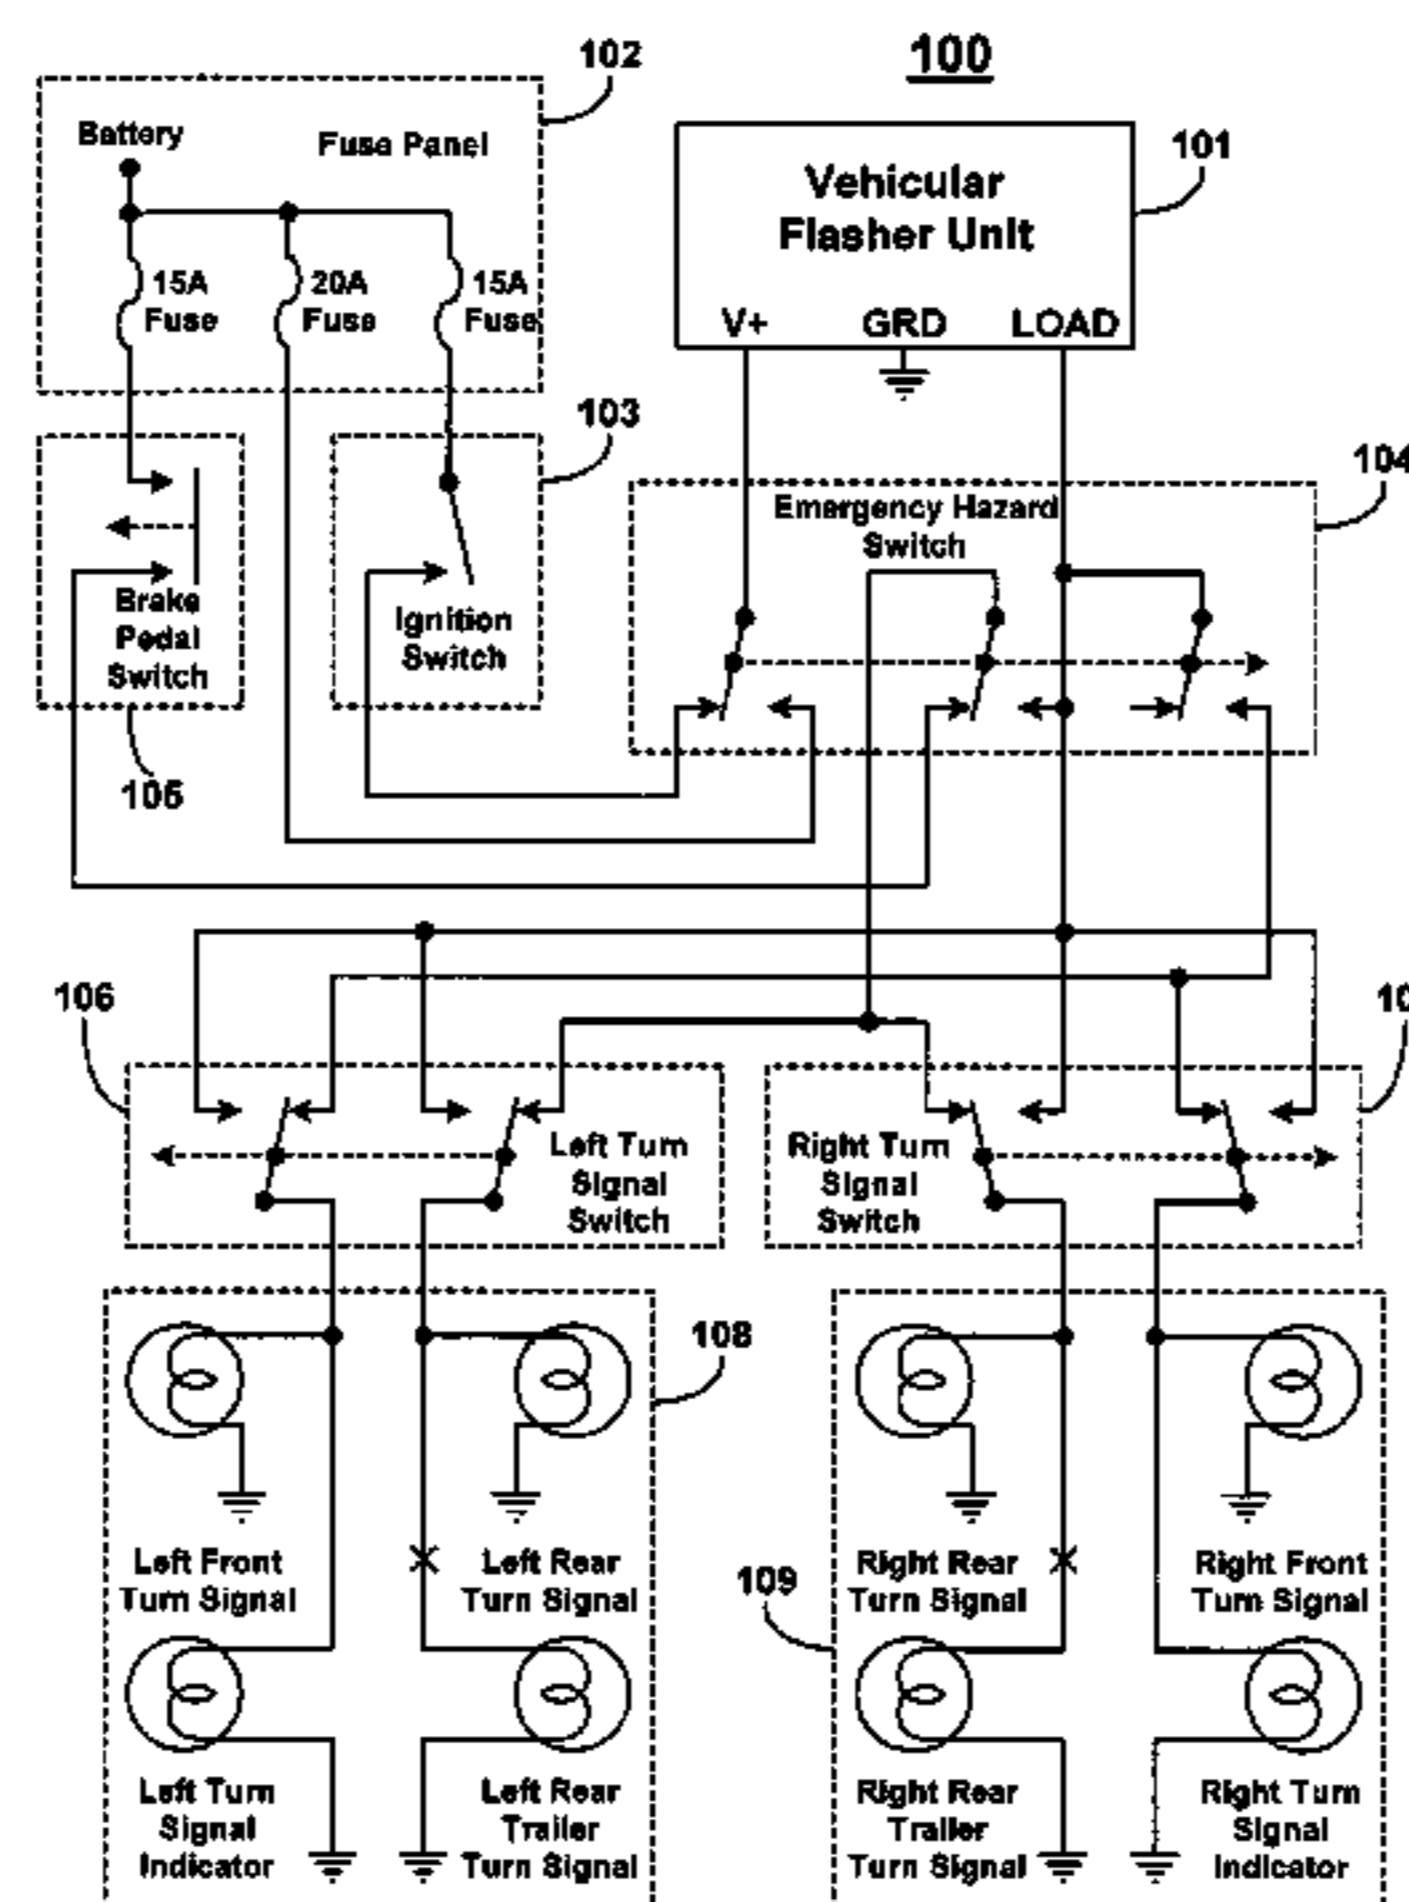 102
100
Battery
Fuse Panel
101
Vehicular
Flasher Unit
15A
Fuse
20A
Fuse
15A
Fuse
V+
GRD
LOAD
103
104
Emergency Hazard
Switch
Brake
Pedal
Switch
Ignition
Switch
105
106
10
Left Turn
Signal
Switch
Right Turn
Signal
Switch
108
Left Front
Turn Signal
Left Rear
Turn Signal
109
Right Rear
Turn Signal
Right Front
Turn Signal
Left Turn
Signal
Indicator
Left Rear
Trailer
Turn Signal
Right Rear
Trailer
Turn Signal
Right Turn
Signal
Indicator